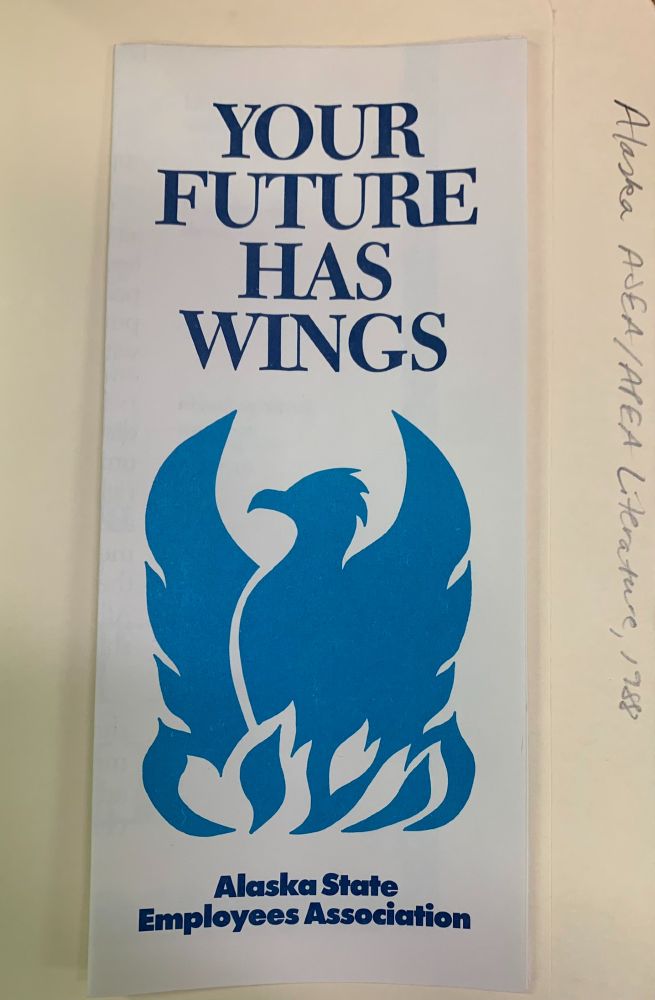 YOUR
FUTURE
HAS
WINGS
Alaska State
Employees Association
Alaska ASEA/APEA Literature, 1988